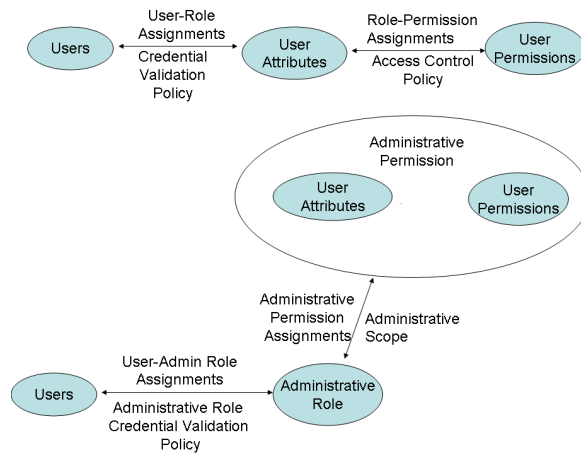 User-Role
Assignments
Users
Credential
Validation
Policy
User
Attributes
Role-Permission
Assignments
Access Control
Policy
User
Permissions
Administrative
Permission
User
Attributes
User
Permissions
Administrative
Permission
Assignments
Administrative
Scope
User-Admin Role
Assignments
Users
Administrative Role
Credential Validation
Policy
Administrative
Role